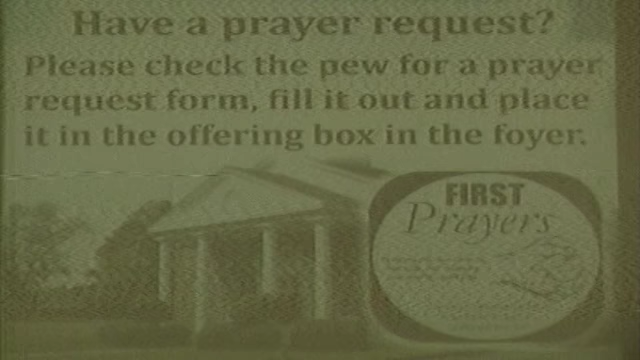 Have a prayer request?
Please check the pew for a prayer
request form, fill it out and place
it in the offering box in the foyer.
FIRST
Prayers